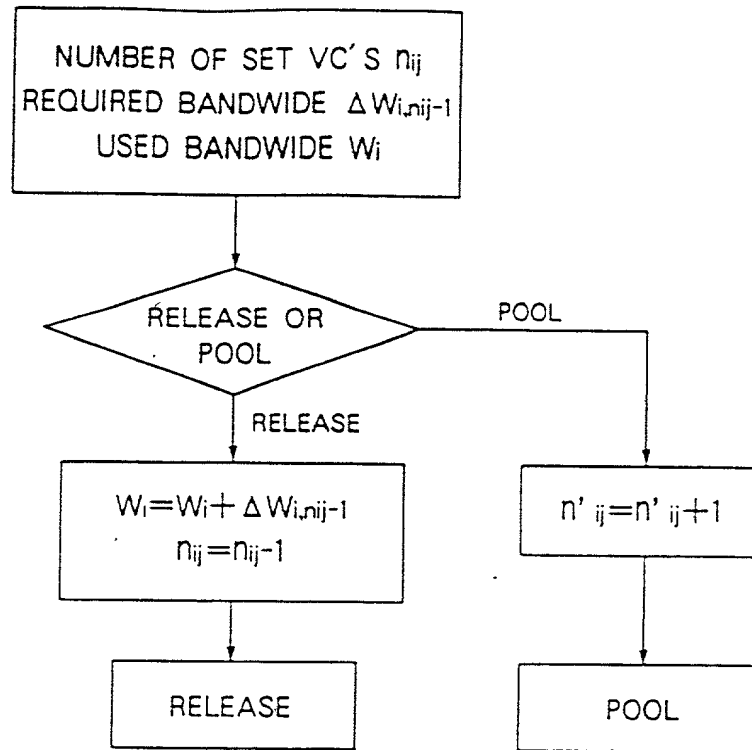 NUMBER OF SET VC'S nij
REQUIRED BANDWIDE ΔWi,nij-1
USED BANDWIDE Wi
RELEASE OR
POOL
POOL
RELEASE
Wi=Wi+ ΔWi,nij-1
nij=nij-1
n' ij=n' ij+1
RELEASE
POOL